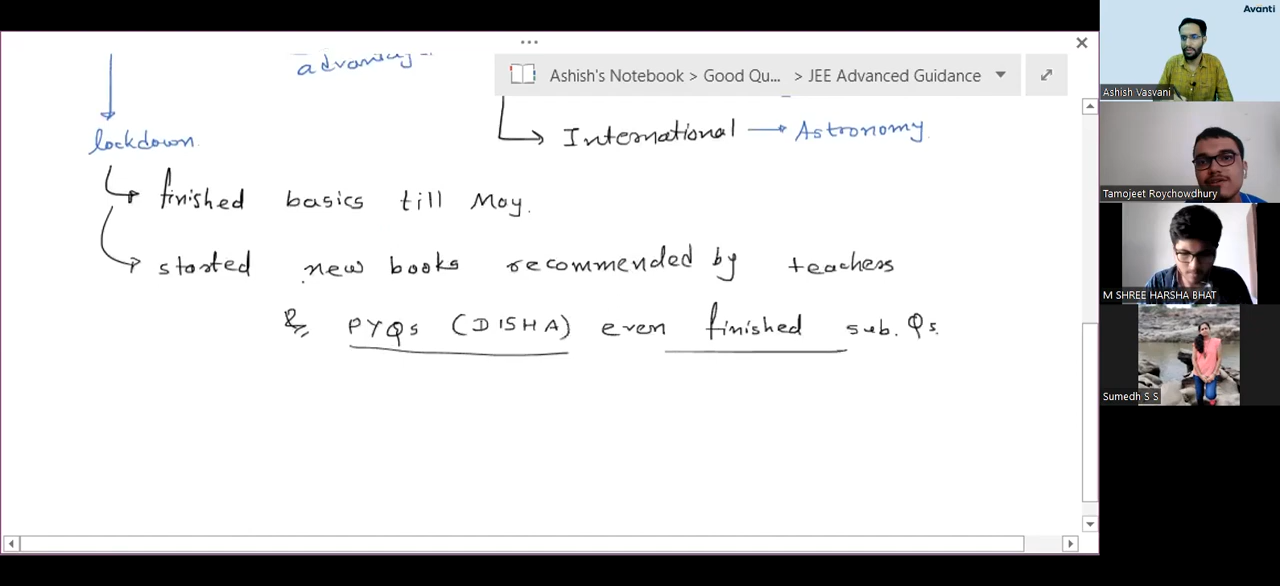 Avanti
advantag
Ashish's Notebook > Good Qu... > JEE Advanced Guidance
Ashish Vasvani
International → Astronomy.
lockdown.
finished basics till May.
Tamojeet Roychowdhury
started new books recommended by teachers
M SHREE HARSHA BHAT
& PYQs (DISHA) even finished sub. Qs.
Sumedh S S